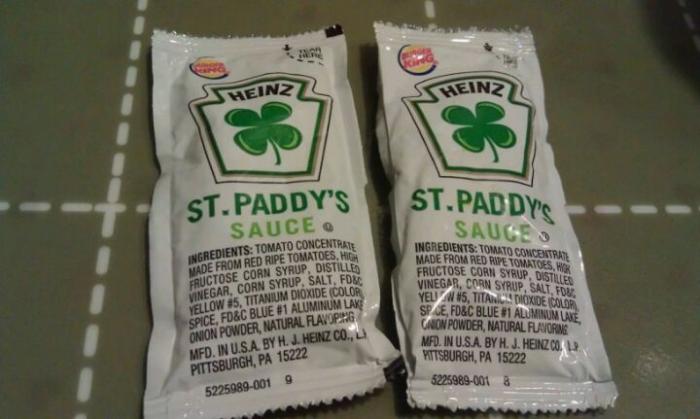 BURGER KING
TEAR HERE
HEINZ
ST. PADDY'S
SAUCE
INGREDIENTS: TOMATO CONCENTRATE
MADE FROM RED RIPE TOMATOES, HIGH
FRUCTOSE CORN SYRUP, DISTILLED
VINEGAR, CORN SYRUP, SALT, FD&C
YELLOW #5, TITANIUM DIOXIDE (COLOR)
SPICE, FD&C BLUE #1 ALUMINUM LAKE,
ONION POWDER, NATURAL FLAVORING
MFD. IN U.S.A. BY H. J. HEINZ CO., L.P.
PITTSBURGH, PA 15222
5225989-001 9
BURGER KING
HEINZ
ST. PADDY'S
SAUCE
INGREDIENTS: TOMATO CONCENTRATE
MADE FROM RED RIPE TOMATOES, HIGH
FRUCTOSE CORN SYRUP, DISTILLED
VINEGAR, CORN SYRUP, SALT, FD&C
YELLOW #5, TITANIUM DIOXIDE (COLOR)
SPICE, FD&C BLUE #1 ALUMINUM LAKE,
ONION POWDER, NATURAL FLAVORING
MFD. IN U.S.A. BY H. J. HEINZ CO., L.P.
PITTSBURGH, PA 15222
5225989-001 8